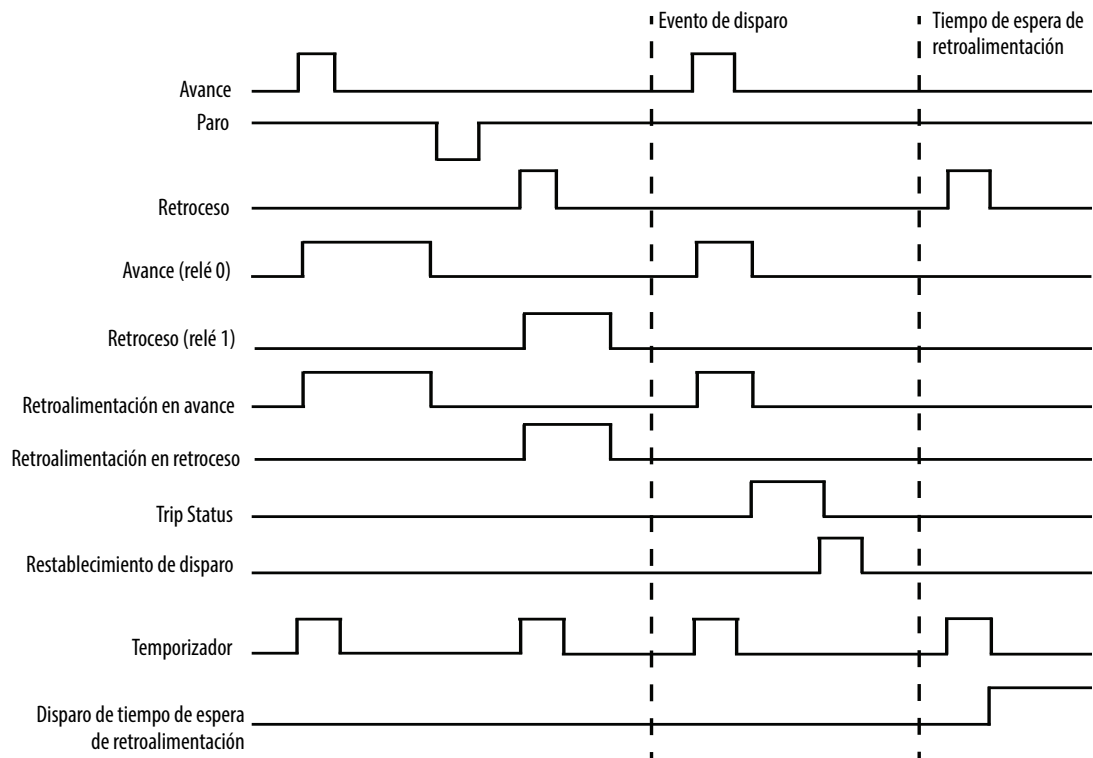 Evento de disparo
Tiempo de espera de
retroalimentación
Avance
Paro
Retroceso
Avance (relé 0)
Retroceso (relé 1)
Retroalimentación en avance
Retroalimentación en retroceso
Trip Status
Restablecimiento de disparo
Temporizador
Disparo de tiempo de espera
de retroalimentación